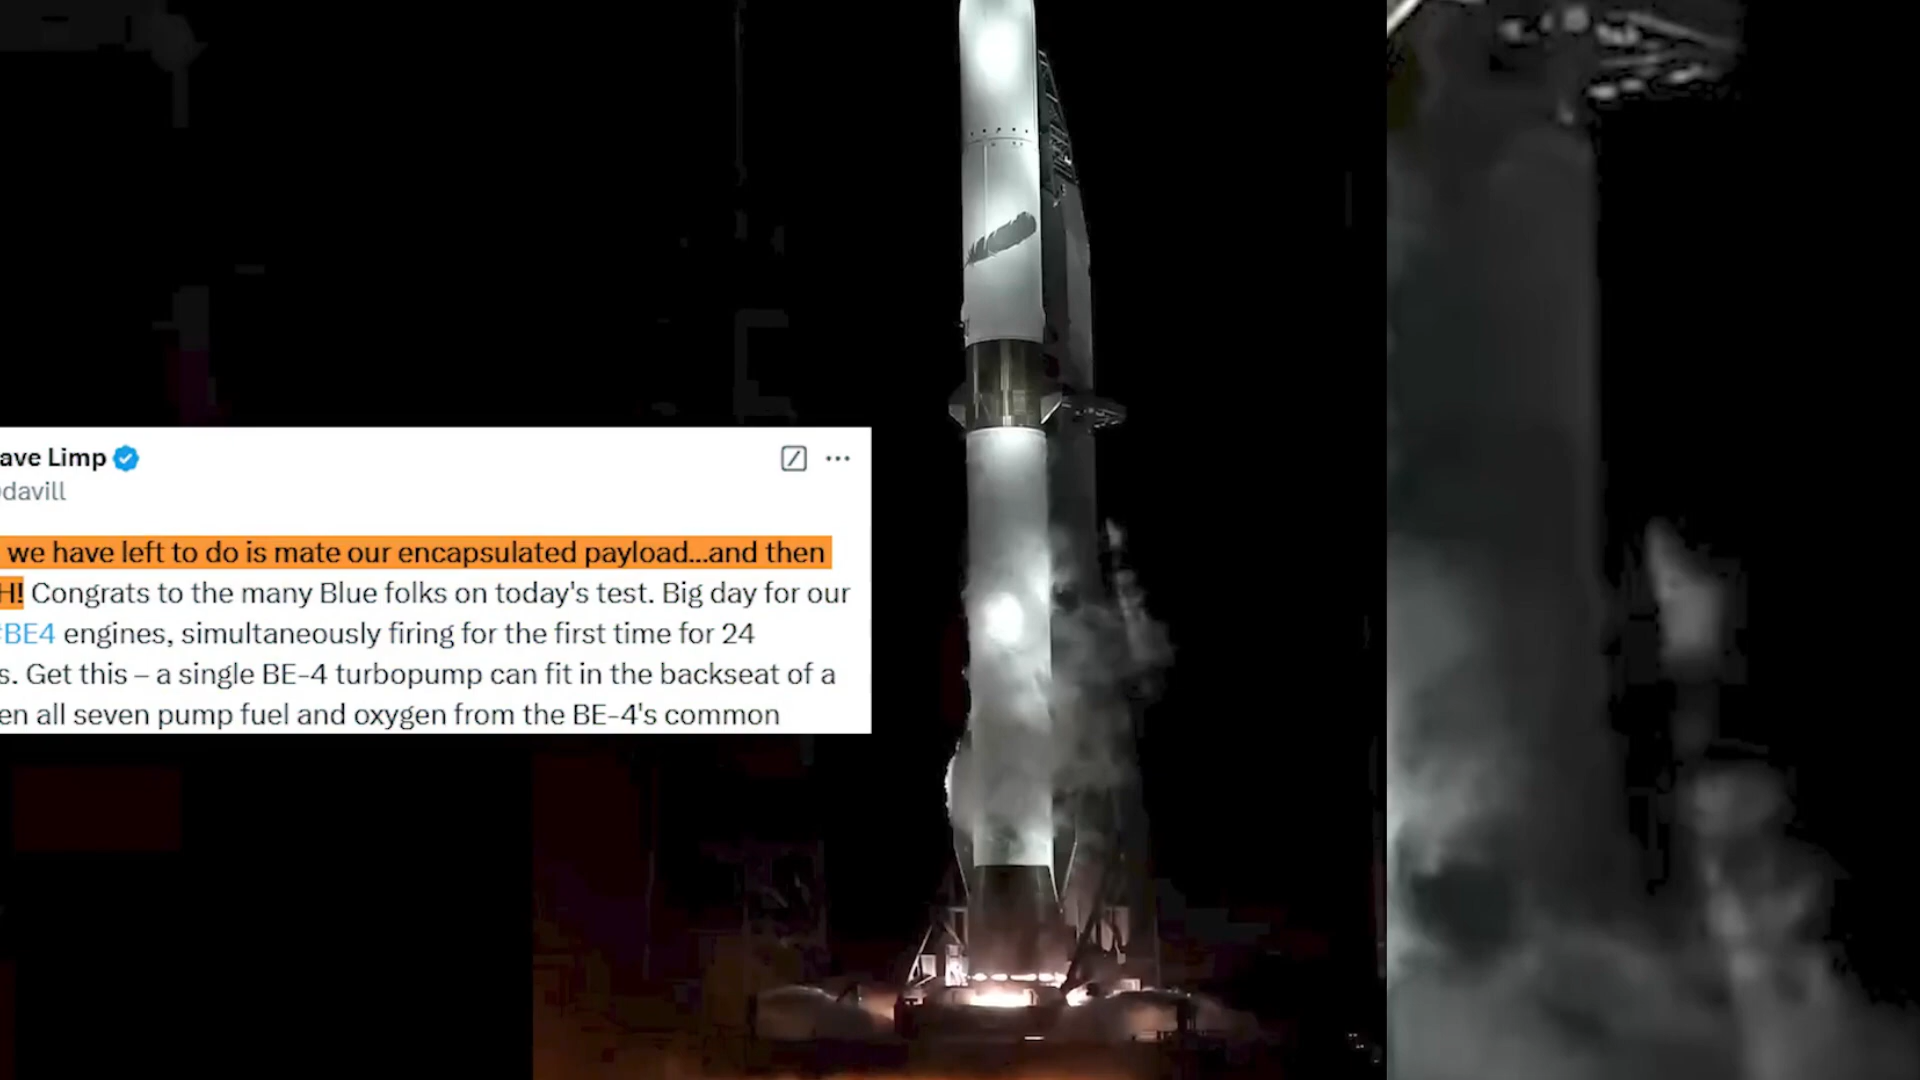 ave Limp
davill
we have left to do is mate our encapsulated payload...and then
H! Congrats to the many Blue folks on today's test. Big day for our
#BE4 engines, simultaneously firing for the first time for 24
s. Get this – a single BE-4 turbopump can fit in the backseat of a
en all seven pump fuel and oxygen from the BE-4's common